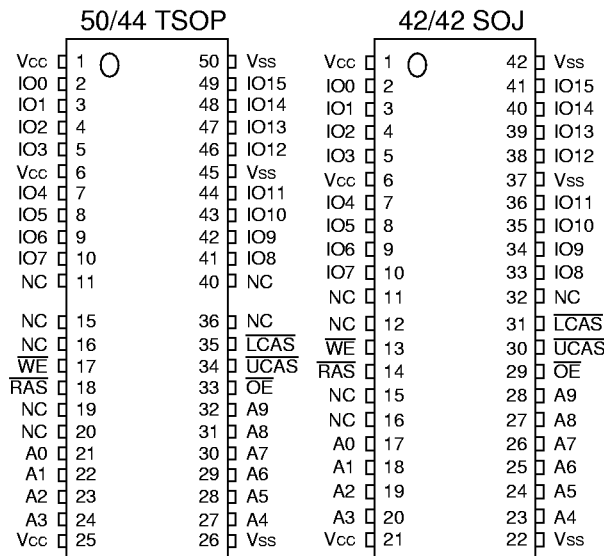 50/44 TSOP
Vcc 1 50 Vss
IO0 2 49 IO15
IO1 3 48 IO14
IO2 4 47 IO13
IO3 5 46 IO12
Vcc 6 45 Vss
IO4 7 44 IO11
IO5 8 43 IO10
IO6 9 42 IO9
IO7 10 41 IO8
NC 11 40 NC
NC 15 36 NC
NC 16 35 LCAS
WE 17 34 UCAS
RAS 18 33 OE
NC 19 32 A9
NC 20 31 A8
A0 21 30 A7
A1 22 29 A6
A2 23 28 A5
A3 24 27 A4
Vcc 25 26 Vss
42/42 SOJ
Vcc 1 42 Vss
IO0 2 41 IO15
IO1 3 40 IO14
IO2 4 39 IO13
IO3 5 38 IO12
Vcc 6 37 Vss
IO4 7 36 IO11
IO5 8 35 IO10
IO6 9 34 IO9
IO7 10 33 IO8
NC 11 32 NC
NC 12 31 LCAS
WE 13 30 UCAS
RAS 14 29 OE
NC 15 28 A9
NC 16 27 A8
A0 17 26 A7
A1 18 25 A6
A2 19 24 A5
A3 20 23 A4
Vcc 21 22 Vss